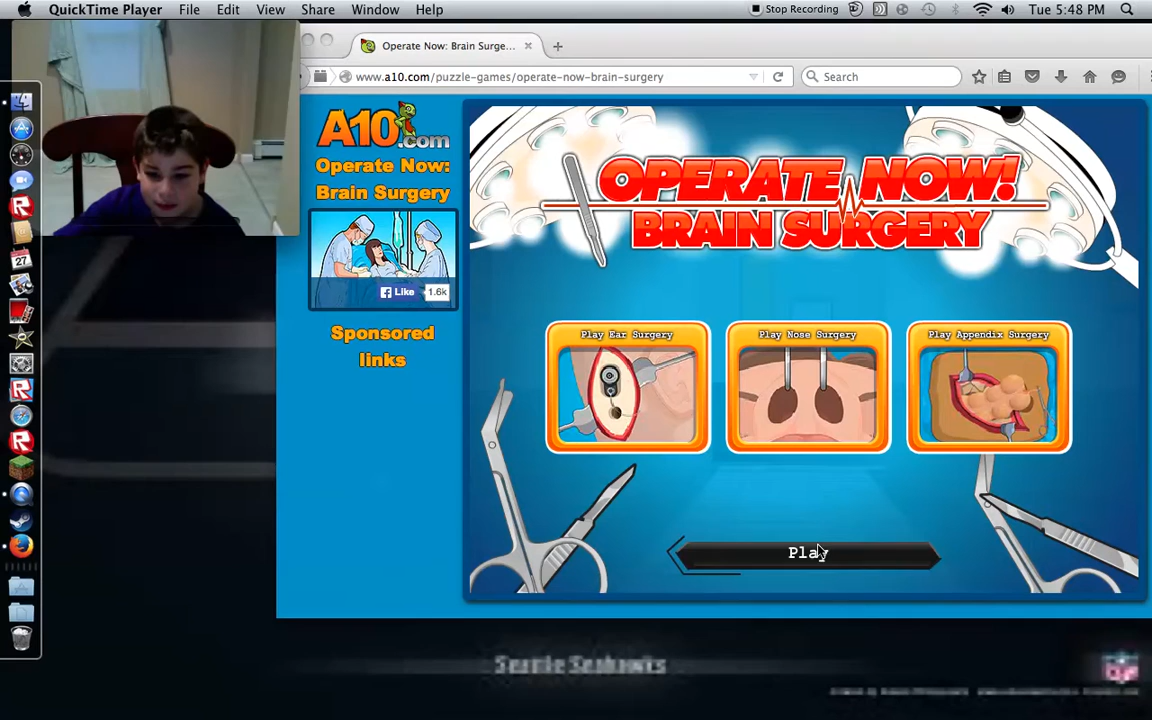 QuickTime Player File Edit View Share Window Help
Stop Recording Tue 5:48 PM
Operate Now: Brain Surge...
www.a10.com/puzzle-games/operate-now-brain-surgery
Search
A10.com
Operate Now:
Brain Surgery
Like 1.6k
Sponsored
links
OPERATE NOW!
BRAIN SURGERY
Play Ear Surgery
Play Nose Surgery
Play Appendix Surgery
Play
27
Seattle Seahawks